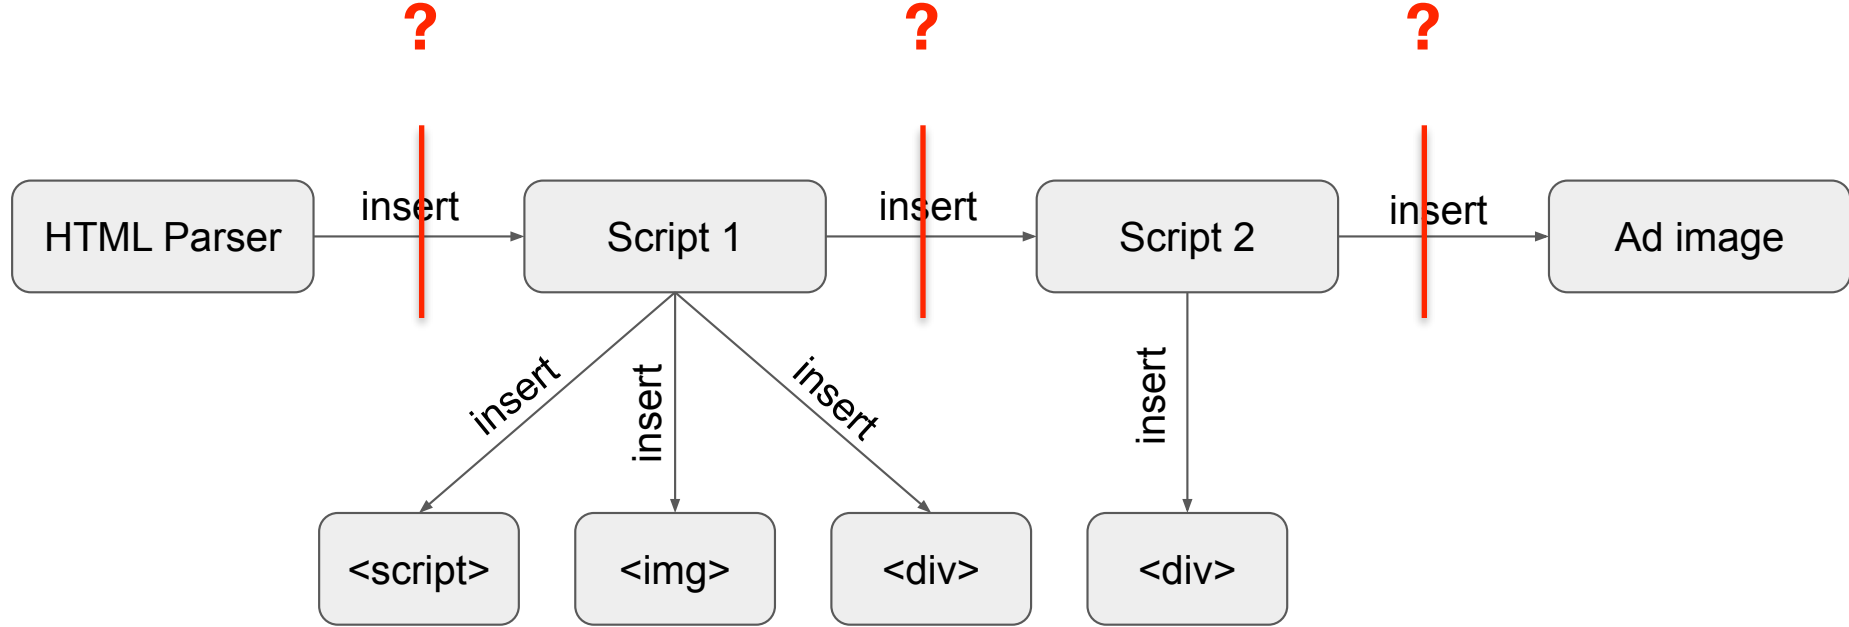 ? ? ?
insert insert insert
HTML Parser Script 1 Script 2 Ad image
insert insert insert insert
<script> <img> <div> <div>